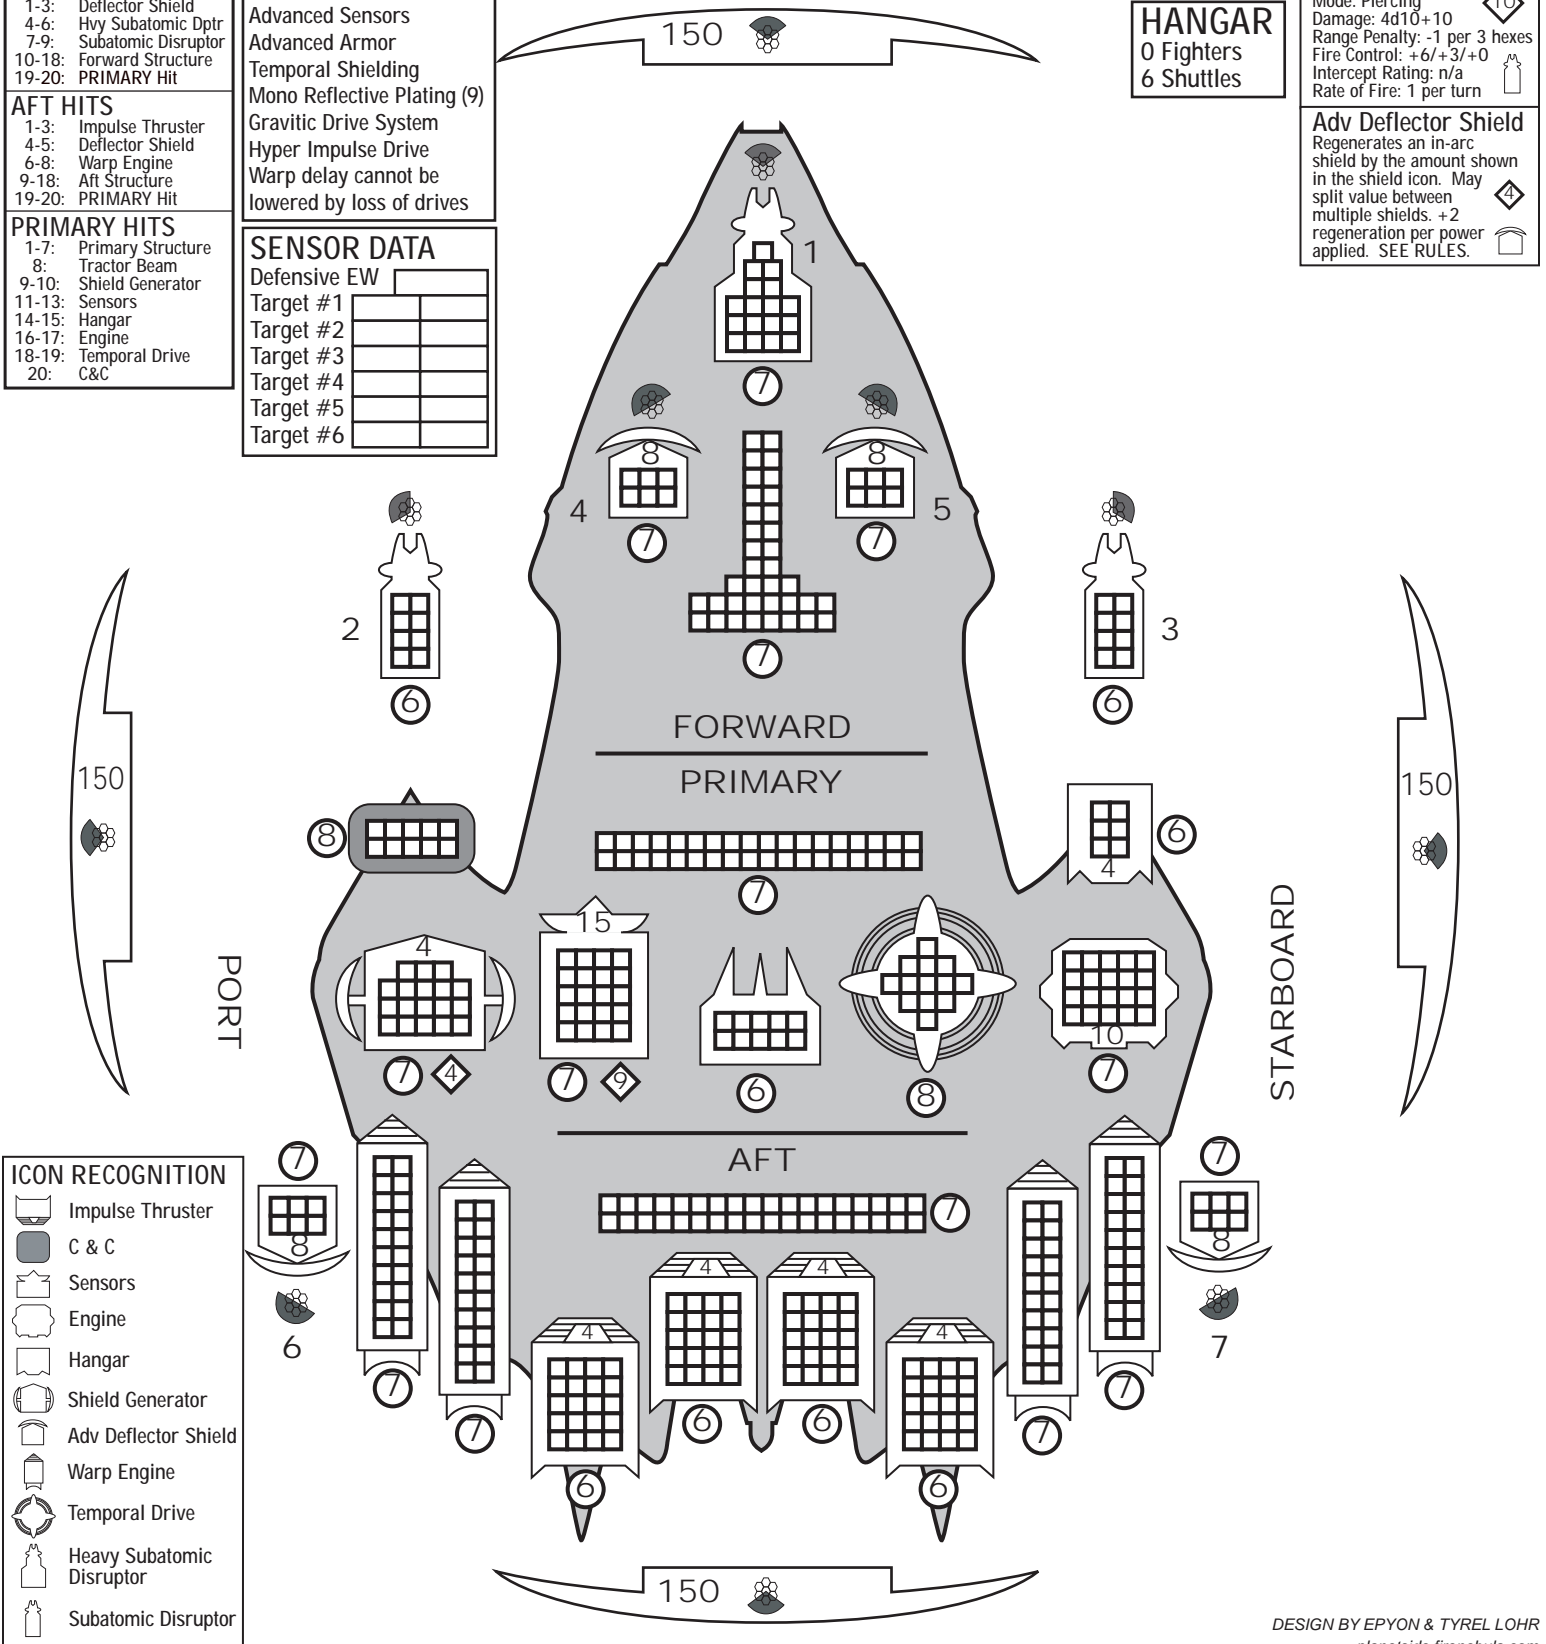 1-3: Deflector Shield
4-6: Hvy Subatomic Dptr
7-9: Subatomic Disruptor
10-18: Forward Structure
19-20: PRIMARY Hit
AFT HITS
1-3: Impulse Thruster
4-5: Deflector Shield
6-8: Warp Engine
9-18: Aft Structure
19-20: PRIMARY Hit
PRIMARY HITS
1-7: Primary Structure
8: Tractor Beam
9-10: Shield Generator
11-13: Sensors
14-15: Hangar
16-17: Engine
18-19: Temporal Drive
20: C&C
Advanced Sensors
Advanced Armor
Temporal Shielding
Mono Reflective Plating (9)
Gravitic Drive System
Hyper Impulse Drive
Warp delay cannot be
lowered by loss of drives
SENSOR DATA
Defensive EW
Target #1
Target #2
Target #3
Target #4
Target #5
Target #6
150
HANGAR
0 Fighters
6 Shuttles
Mode: Piercing
10
Damage: 4d10+10
Range Penalty: -1 per 3 hexes
Fire Control: +6/+3/+0
Intercept Rating: n/a
Rate of Fire: 1 per turn
Adv Deflector Shield
Regenerates an in-arc
shield by the amount shown
in the shield icon. May
split value between
4
multiple shields. +2
regeneration per power
applied. SEE RULES.
1
7
8
8
4
5
7
7
2
3
7
6
6
FORWARD
PRIMARY
150
150
8
6
4
7
PORT
STARBOARD
4
15
10
7
4
7
9
6
8
7
AFT
7
7
7
8
8
6
7
4
4
4
4
7
7
7
7
6
6
6
6
ICON RECOGNITION
Impulse Thruster
C & C
Sensors
Engine
Hangar
Shield Generator
Adv Deflector Shield
Warp Engine
Temporal Drive
Heavy Subatomic
Disruptor
Subatomic Disruptor
150
DESIGN BY EPYON & TYREL LOHR